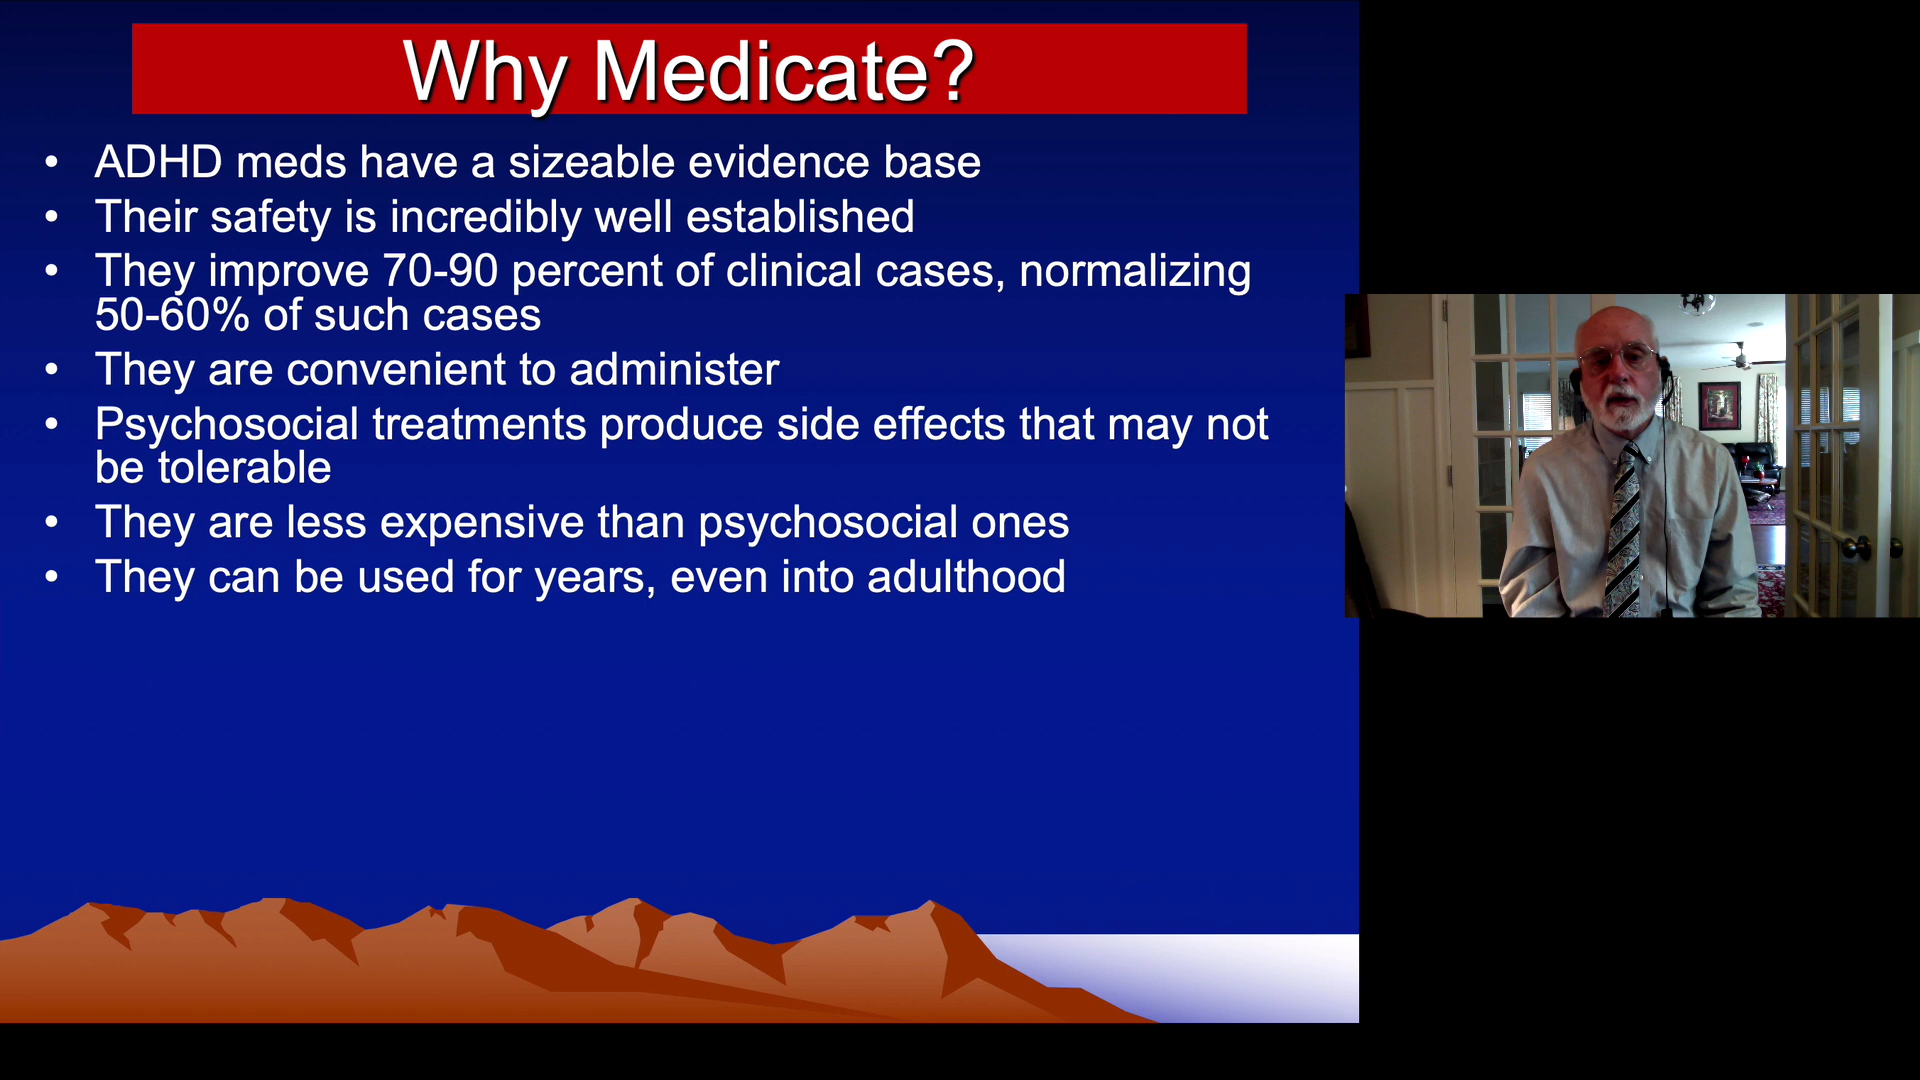 Why Medicate?
• ADHD meds have a sizeable evidence base
• Their safety is incredibly well established
• They improve 70-90 percent of clinical cases, normalizing
50-60% of such cases
• They are convenient to administer
• Psychosocial treatments produce side effects that may not
be tolerable
• They are less expensive than psychosocial ones
• They can be used for years, even into adulthood